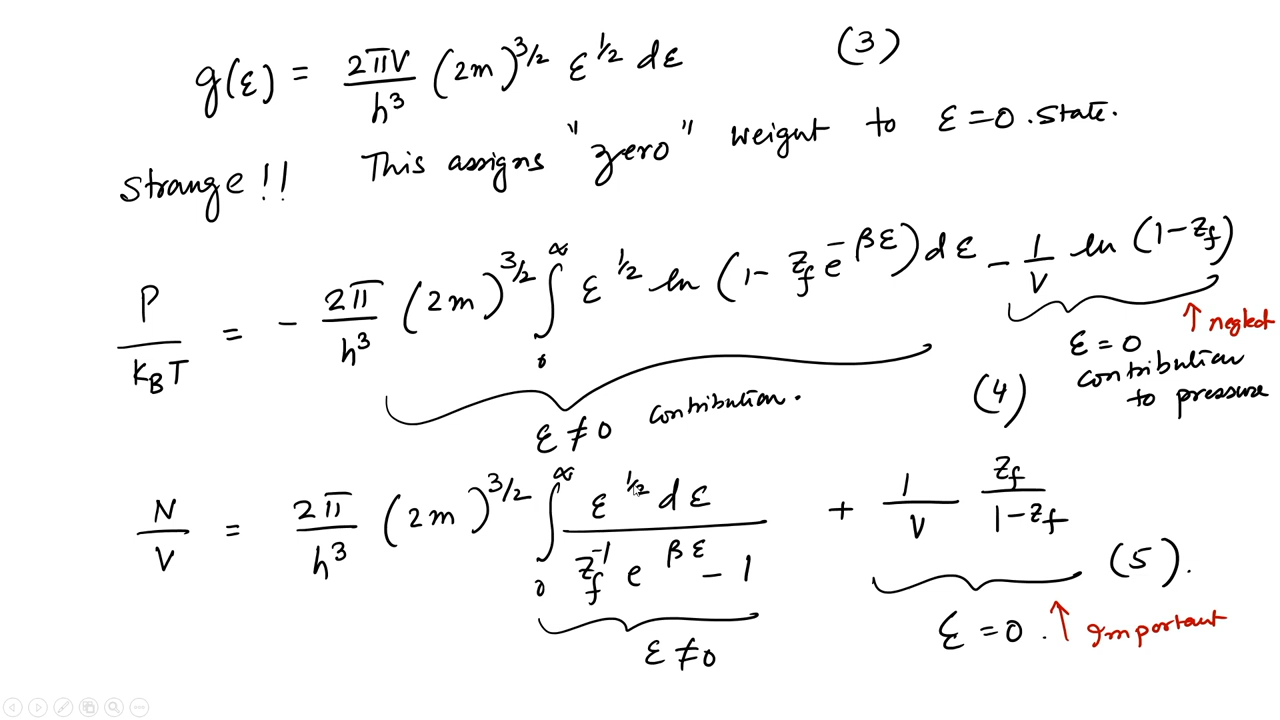 g(ε) = 2πV/h³ (2m)^3/2 ε^1/2 dε (3)
Strange!! This assigns "zero" weight to ε=0. state.
P/K_BT = - 2π/h³ (2m)^3/2 ∫₀^∞ ε^1/2 ln (1- z_f e^-βε) dε - 1/V ln (1-z_f)
↑ neglect
ε = 0
contribution
to pressure
ε ≠ 0 contribution. (4)
N/V = 2π/h³ (2m)^3/2 ∫₀^∞ ε^1/2 dε / (z_f^-1 e^βε - 1) + 1/V z_f/(1-z_f) (5).
ε ≠ 0
ε = 0. ↑ Important